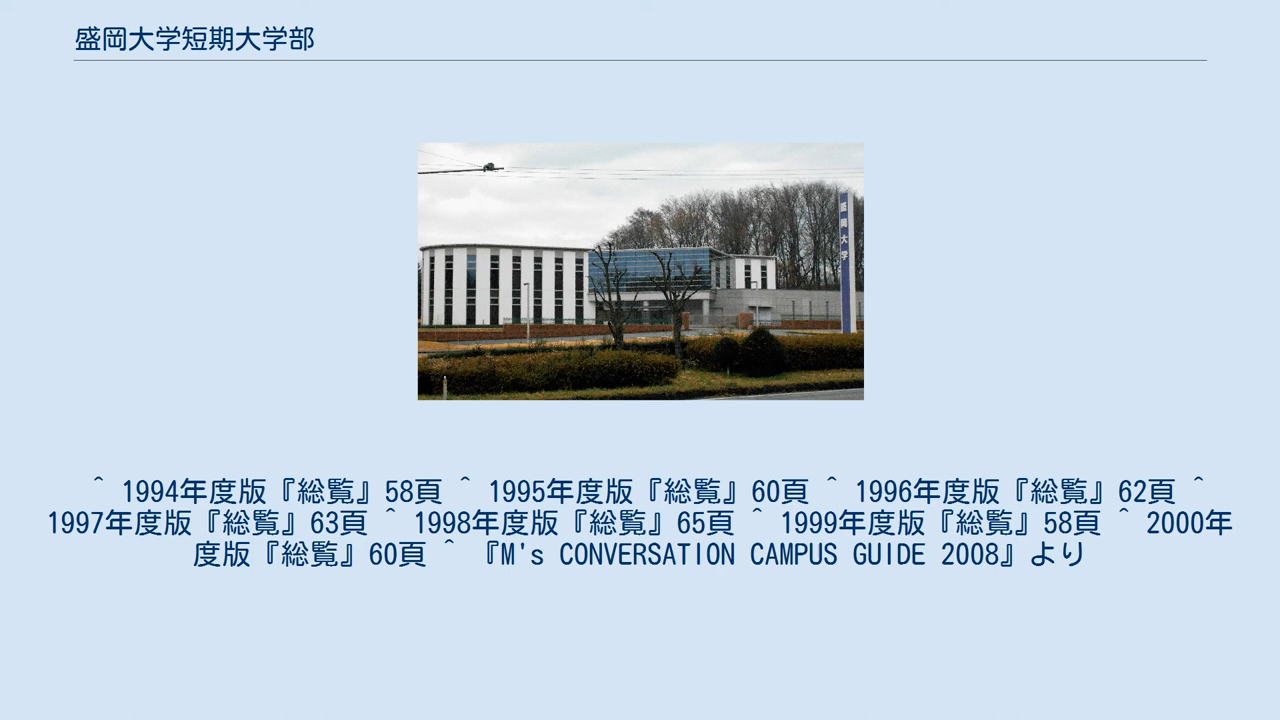 盛岡大学短期大学部
盛岡大学
^ 1994年度版『総覧』58頁 ^ 1995年度版『総覧』60頁 ^ 1996年度版『総覧』62頁 ^
1997年度版『総覧』63頁 ^ 1998年度版『総覧』65頁 ^ 1999年度版『総覧』58頁 ^ 2000年
度版『総覧』60頁 ^ 『M's CONVERSATION CAMPUS GUIDE 2008』より